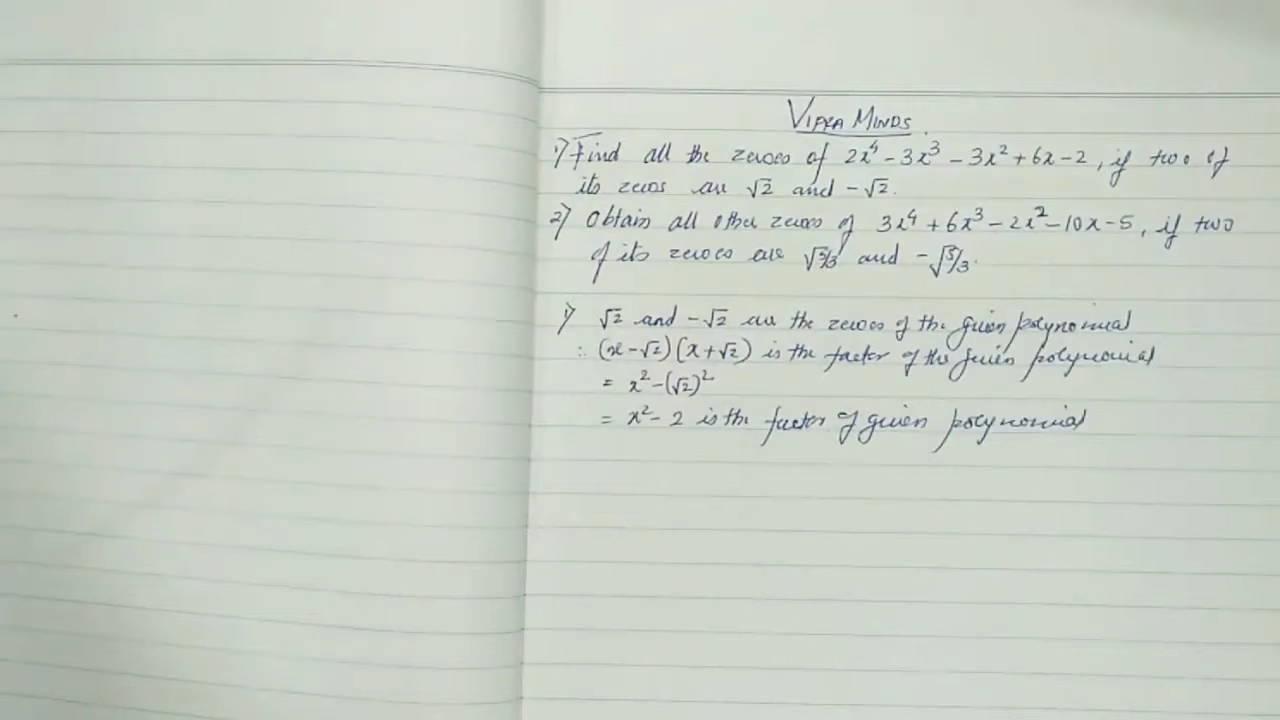 VIPRA MINDS.
1) Find all the zeroes of 2x⁴ - 3x³ - 3x² + 6x - 2, if two of
its zeros are √2 and -√2.
2) Obtain all other zeroes of 3x⁴ + 6x³ - 2x² - 10x - 5, if two
of its zeroes are √5/3 and -√5/3.
1) √2 and -√2 are the zeroes of the given polynomial
∴ (x - √2) (x + √2) is the factor of the given polynomial
= x² - (√2)²
= x² - 2 is the factor of given polynomial